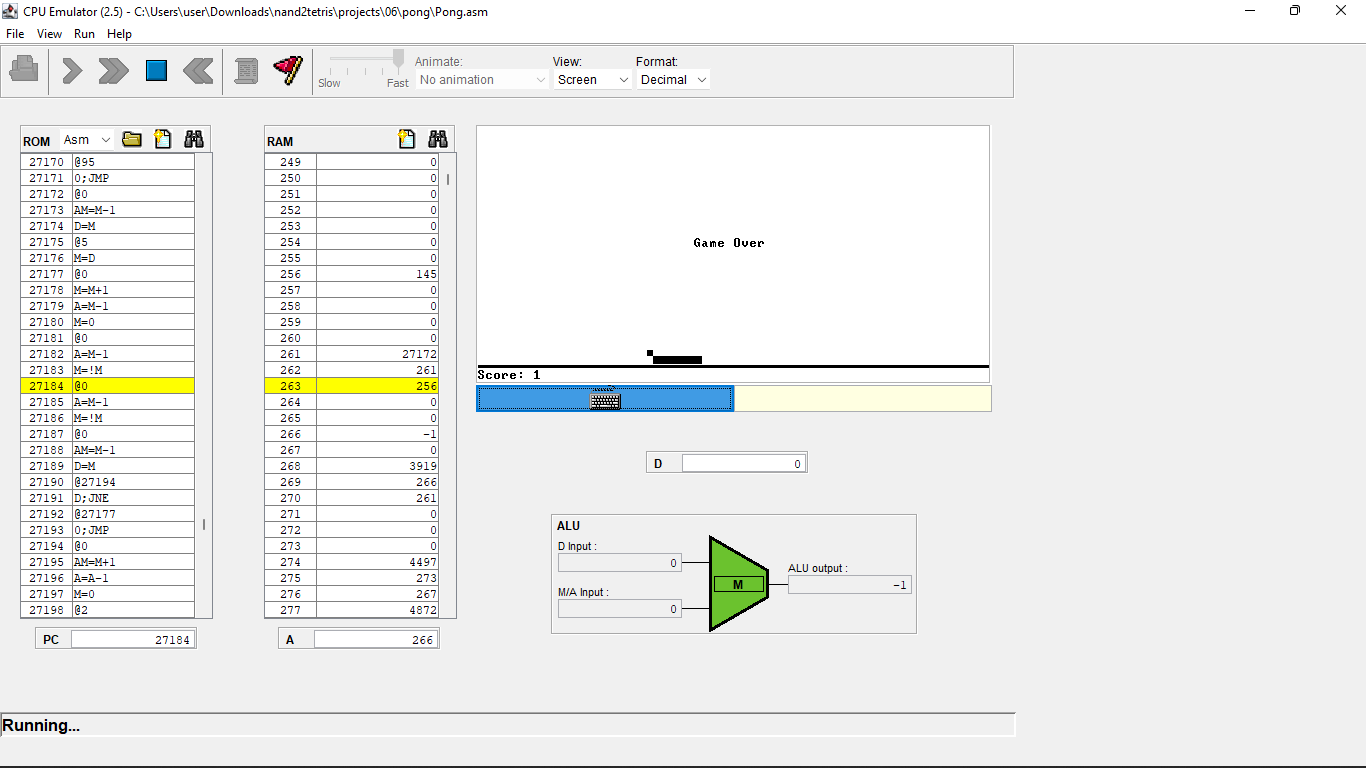 CPU Emulator (2.5) - C:\Users\user\Downloads\nand2tetris\projects\06\pong\Pong.asm
File View Run Help
Slow Fast
Animate:
No animation
View:
Screen
Format:
Decimal
ROM Asm
27170 @95
27171 0;JMP
27172 @0
27173 AM=M-1
27174 D=M
27175 @5
27176 M=D
27177 @0
27178 M=M+1
27179 A=M-1
27180 M=0
27181 @0
27182 A=M-1
27183 M=!M
27184 @0
27185 A=M-1
27186 M=!M
27187 @0
27188 AM=M-1
27189 D=M
27190 @27194
27191 D;JNE
27192 @27177
27193 0;JMP
27194 @0
27195 AM=M+1
27196 A=A-1
27197 M=0
27198 @2
PC 27184
RAM
249 0
250 0
251 0
252 0
253 0
254 0
255 0
256 145
257 0
258 0
259 0
260 0
261 27172
262 261
263 256
264 0
265 0
266 -1
267 0
268 3919
269 266
270 261
271 0
272 0
273 0
274 4497
275 273
276 267
277 4872
A 266
Game Over
Score: 1
D 0
ALU
D Input :
0
M/A Input :
0
M
ALU output :
-1
Running...